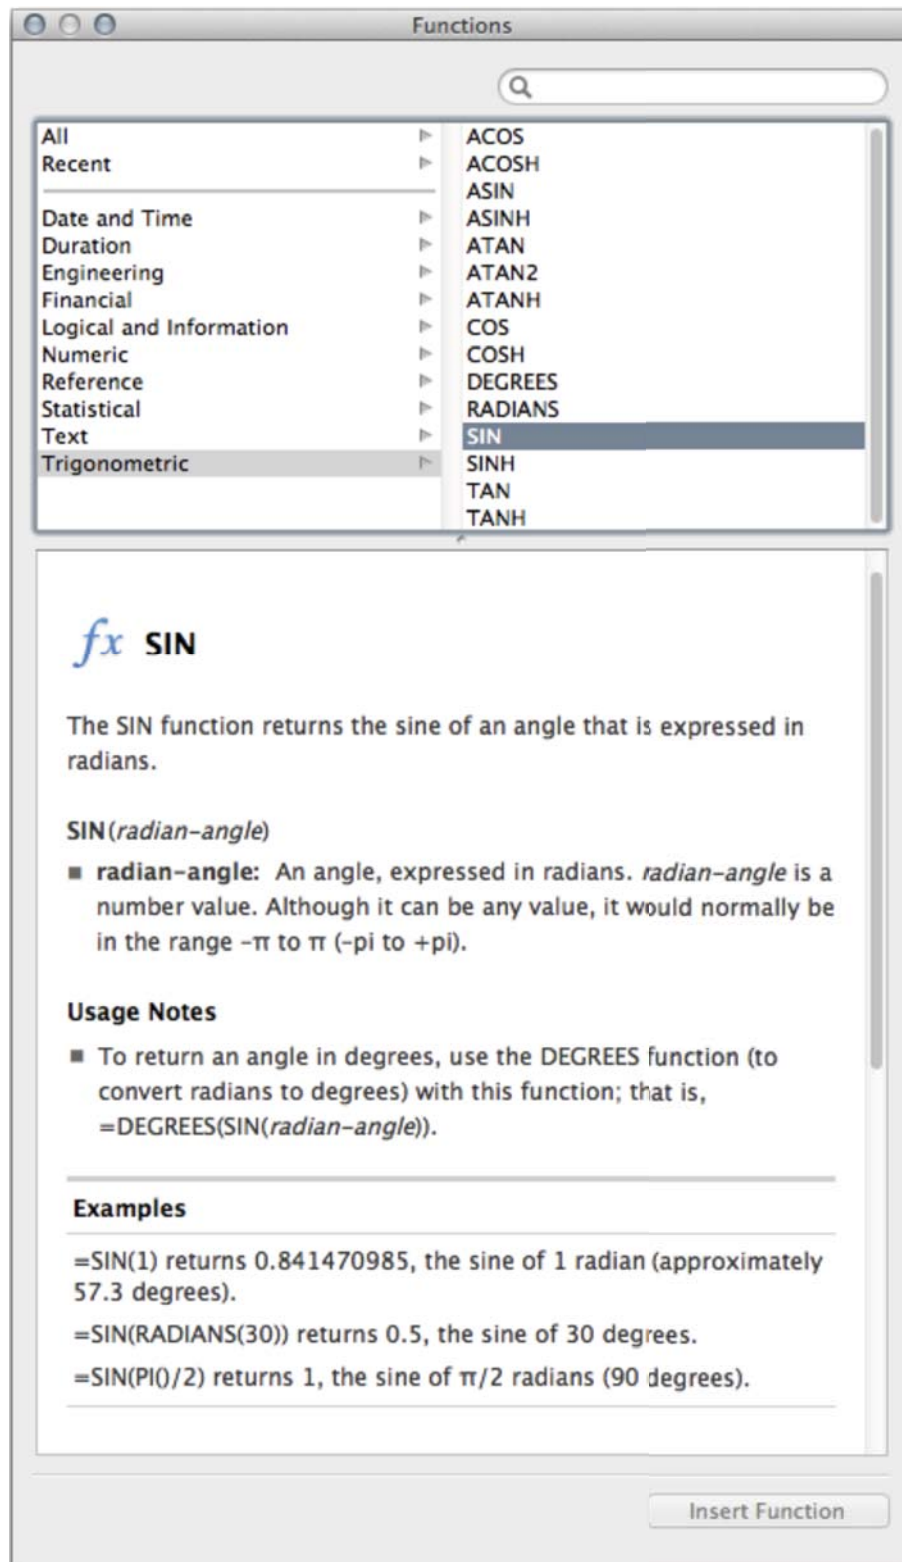 Functions
All
Recent
Date and Time
Duration
Engineering
Financial
Logical and Information
Numeric
Reference
Statistical
Text
Trigonometric
ACOS
ACOSH
ASIN
ASINH
ATAN
ATAN2
ATANH
COS
COSH
DEGREES
RADIANS
SIN
SINH
TAN
TANH
fx SIN
The SIN function returns the sine of an angle that is expressed in
radians.
SIN(radian-angle)
■ radian-angle: An angle, expressed in radians. radian-angle is a
number value. Although it can be any value, it would normally be
in the range -π to π (-pi to +pi).
Usage Notes
■ To return an angle in degrees, use the DEGREES function (to
convert radians to degrees) with this function; that is,
=DEGREES(SIN(radian-angle)).
Examples
=SIN(1) returns 0.841470985, the sine of 1 radian (approximately
57.3 degrees).
=SIN(RADIANS(30)) returns 0.5, the sine of 30 degrees.
=SIN(PI()/2) returns 1, the sine of π/2 radians (90 degrees).
Insert Function